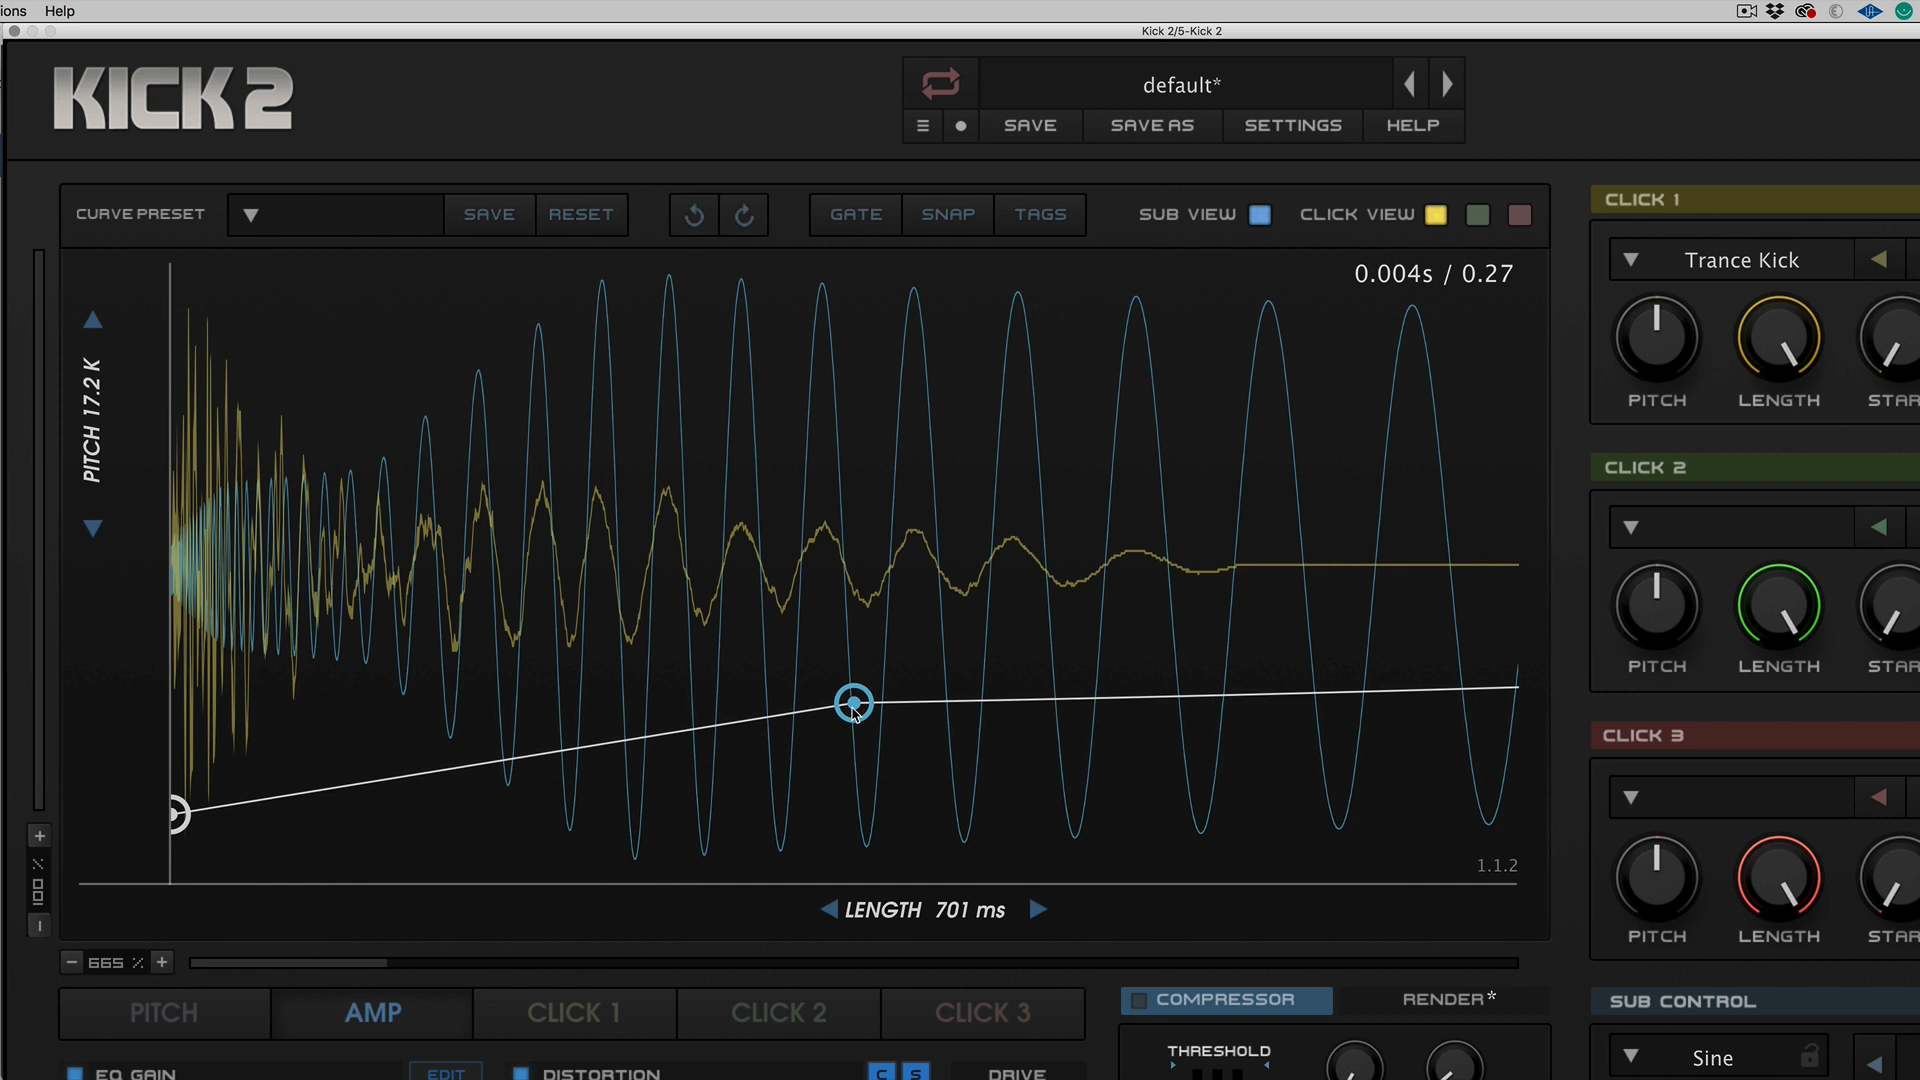 ions Help
Kick 2/5-Kick 2
KICK 2
default*
SAVE SAVE AS SETTINGS HELP
CURVE PRESET SAVE RESET GATE SNAP TAGS SUB VIEW CLICK VIEW
0.004s / 0.27
PITCH 17.2 K
1.1.2
LENGTH 701 ms
665 %
PITCH AMP CLICK 1 CLICK 2 CLICK 3
EQ GAIN EDIT DISTORTION C S DRIVE
COMPRESSOR RENDER*
THRESHOLD
CLICK 1
Trance Kick
PITCH LENGTH STAR
CLICK 2
PITCH LENGTH STAR
CLICK 3
PITCH LENGTH STAR
SUB CONTROL
Sine